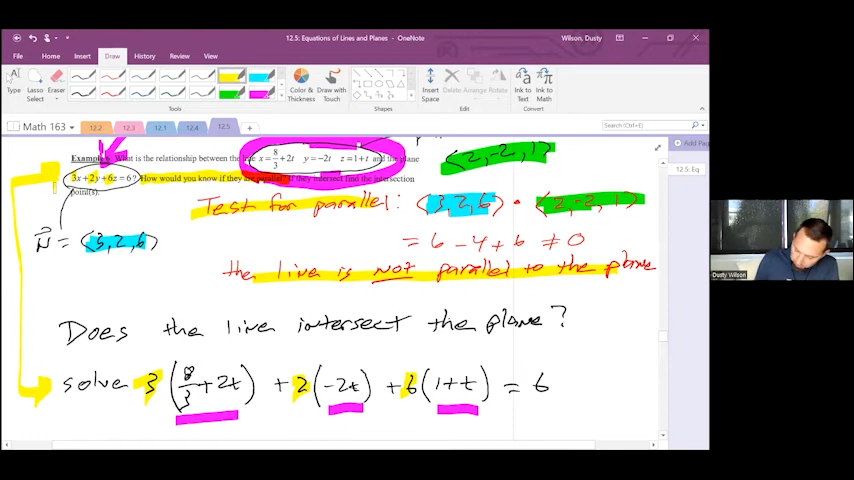 12.5: Equations of Lines and Planes - OneNote
Wilson, Dusty
File Home Insert Draw History Review View
Type Lasso Select Eraser
Color & Thickness Draw with Touch
Insert Space Delete Arrange Rotate
Ink to Text Ink to Math
Tools Shapes Edit Convert
Math 163 12.2 12.3 12.1 12.4 12.5 +
Search (Ctrl+E)
Add Page
12.5: Eq
Example: What is the relationship between the line x = 8/3 + 2t y = -2t z = 1 + t and the plane
3x + 2y + 6z = 6? How would you know if they are parallel? If they intersect find the intersection
point(s).
⟨2, -2, 1⟩
Test for parallel: ⟨3, 2, 6⟩ • ⟨2, -2, 1⟩
N⃗ = ⟨3, 2, 6⟩
= 6 - 4 + 6 ≠ 0
the line is NOT parallel to the plane
Does the line intersect the plane?
solve 3(8/3 + 2t) + 2(-2t) + 6(1+t) = 6
Dusty Wilson